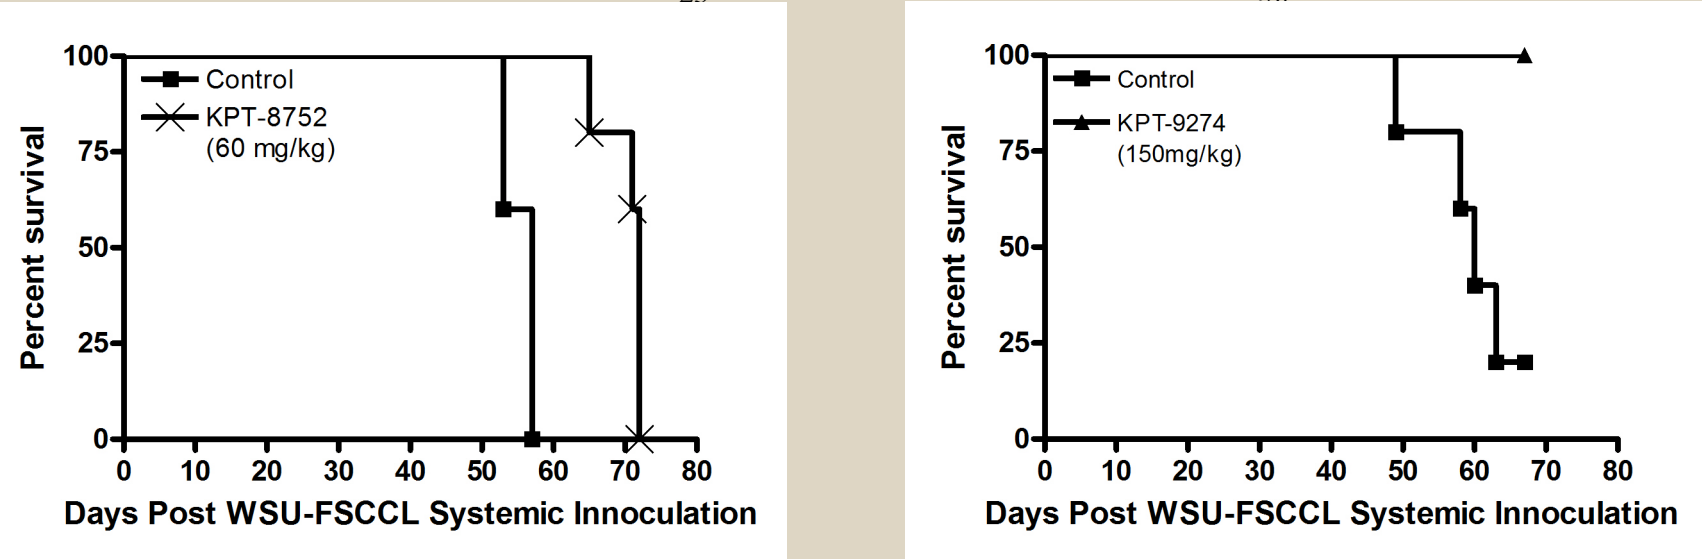 100
75
50
25
0
Percent survival
Control
KPT-8752
(60 mg/kg)
0 10 20 30 40 50 60 70 80
Days Post WSU-FSCCL Systemic Innoculation
100
75
50
25
0
Percent survival
Control
KPT-9274
(150mg/kg)
0 10 20 30 40 50 60 70 80
Days Post WSU-FSCCL Systemic Innoculation